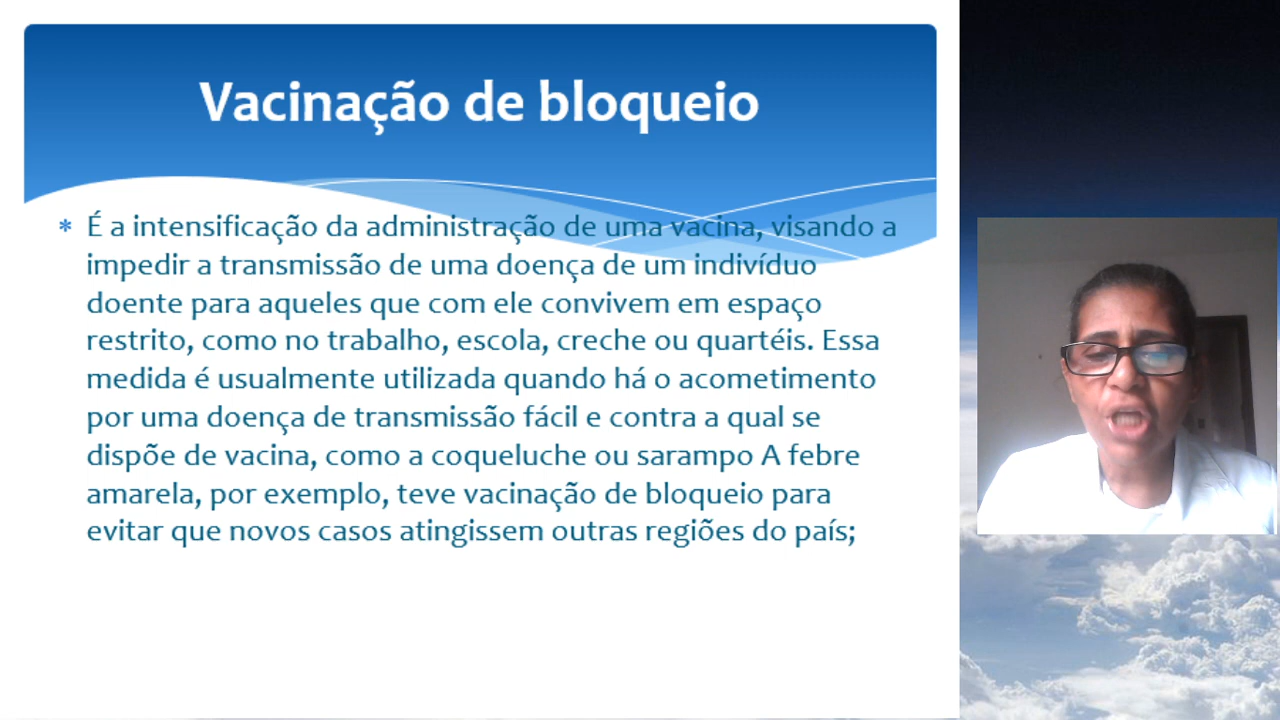 Vacinação de bloqueio
* É a intensificação da administração de uma vacina, visando a
impedir a transmissão de uma doença de um indivíduo
doente para aqueles que com ele convivem em espaço
restrito, como no trabalho, escola, creche ou quartéis. Essa
medida é usualmente utilizada quando há o acometimento
por uma doença de transmissão fácil e contra a qual se
dispõe de vacina, como a coqueluche ou sarampo A febre
amarela, por exemplo, teve vacinação de bloqueio para
evitar que novos casos atingissem outras regiões do país;